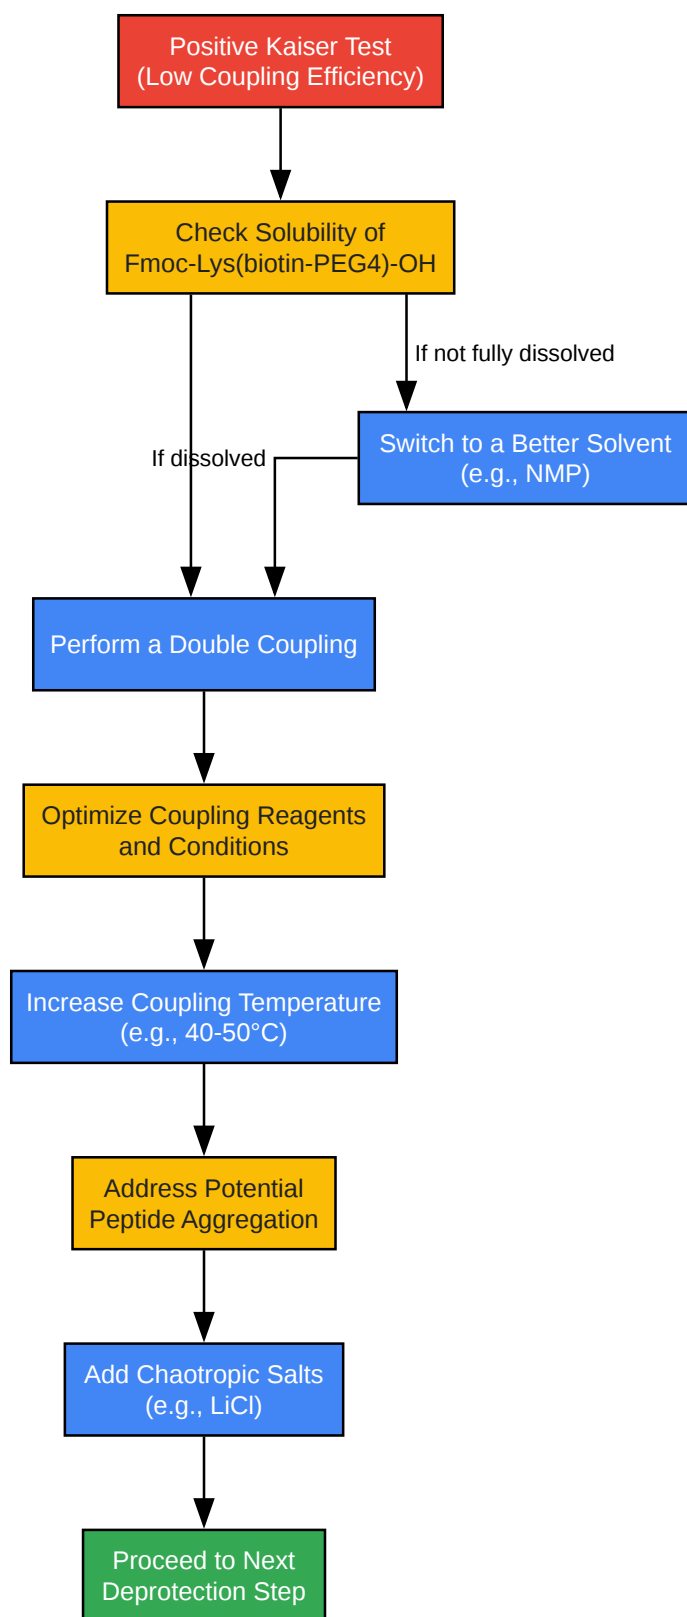 Positive Kaiser Test
(Low Coupling Efficiency)
Check Solubility of
Fmoc-Lys(biotin-PEG4)-OH
If not fully dissolved
Switch to a Better Solvent
(e.g., NMP)
If dissolved
Perform a Double Coupling
Optimize Coupling Reagents
and Conditions
Increase Coupling Temperature
(e.g., 40-50°C)
Address Potential
Peptide Aggregation
Add Chaotropic Salts
(e.g., LiCl)
Proceed to Next
Deprotection Step